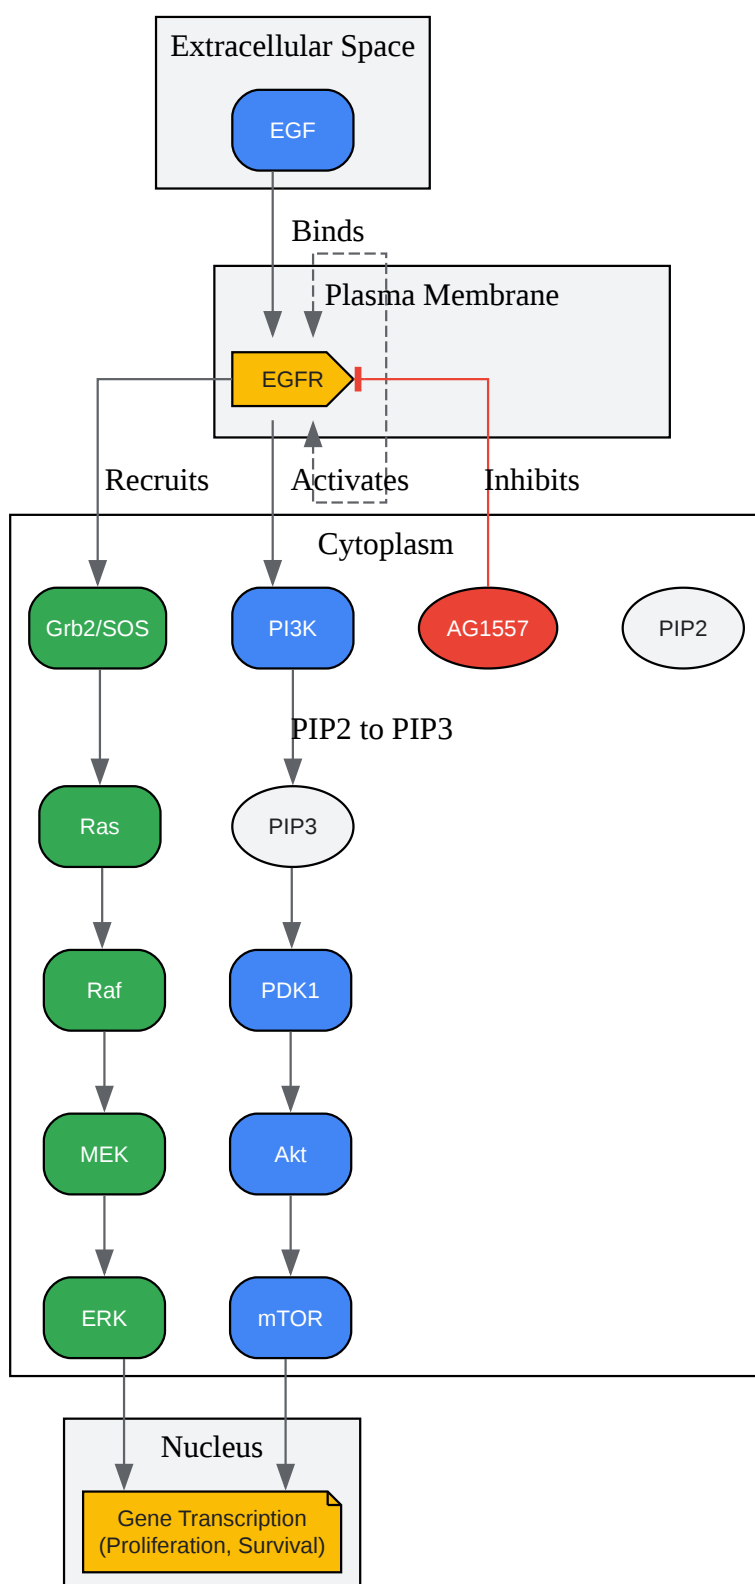 Extracellular Space
EGF
Binds
Plasma Membrane
EGFR
Recruits
Activates
Inhibits
Cytoplasm
Grb2/SOS
PI3K
AG1557
PIP2
PIP2 to PIP3
Ras
PIP3
Raf
PDK1
MEK
Akt
ERK
mTOR
Nucleus
Gene Transcription
(Proliferation, Survival)